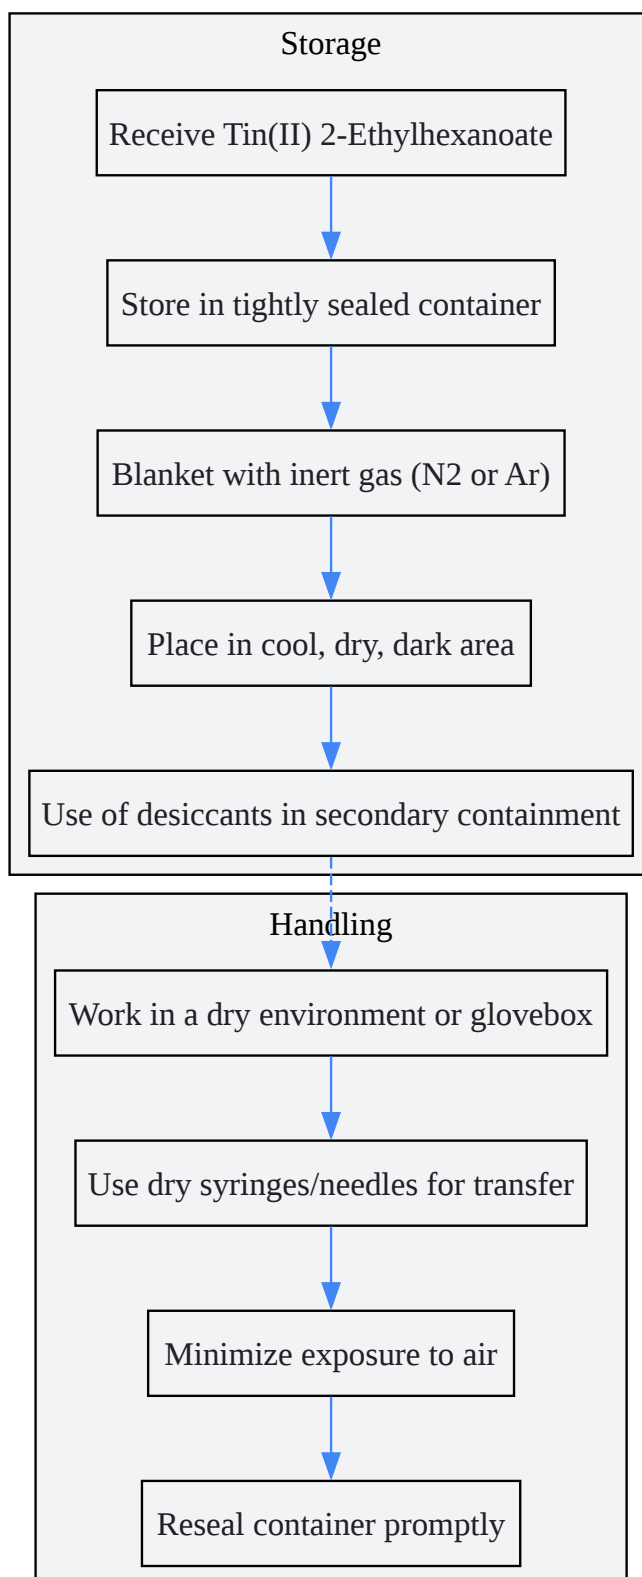 Storage
Receive Tin(II) 2-Ethylhexanoate
Store in tightly sealed container
Blanket with inert gas (N2 or Ar)
Place in cool, dry, dark area
Use of desiccants in secondary containment
Handling
Work in a dry environment or glovebox
Use dry syringes/needles for transfer
Minimize exposure to air
Reseal container promptly